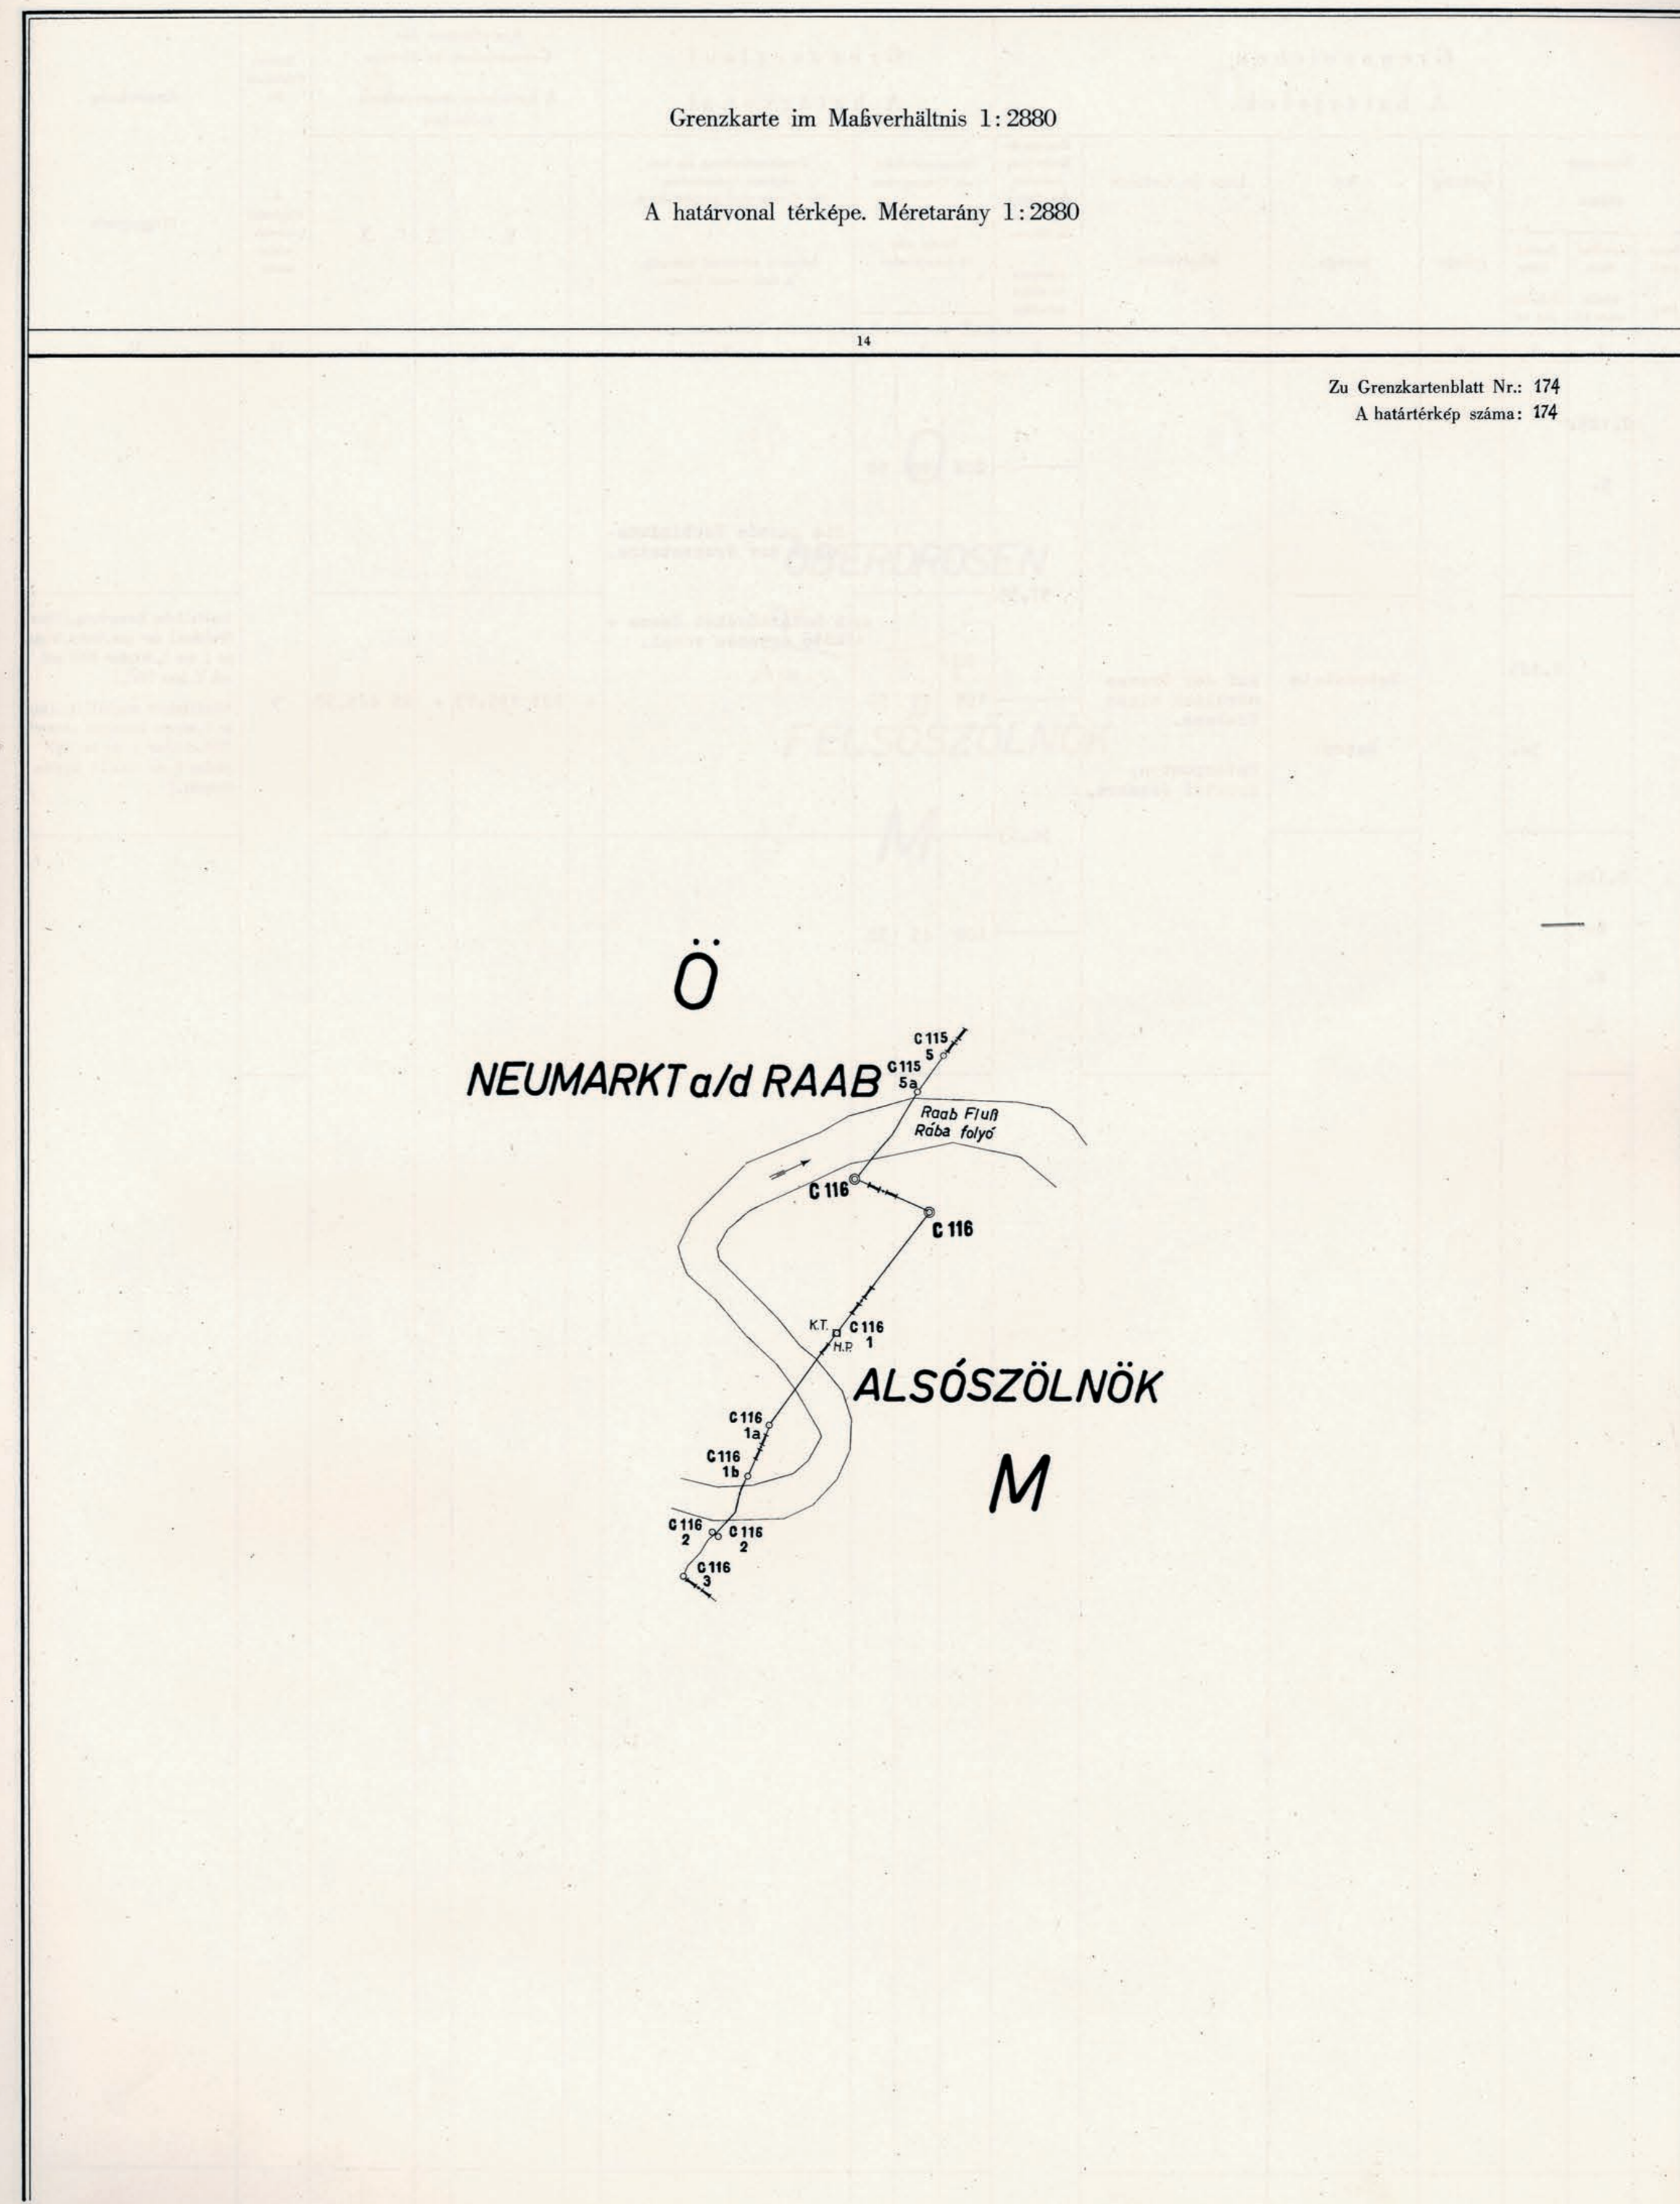 Grenzkarte im Maßverhältnis 1:2880
A határvonal térképe. Méretarány 1:2880
14
Zu Grenzkartenblatt Nr.: 174
A határtérkép száma: 174
Ö
NEUMARKT a/d RAAB
C 115
5
C 115
5a
Raab Fluß
Rába folyó
C 116
C 116
K.T.
C 116
1
H.P.
ALSÓSZÖLNÖK
C 116
1a
C 116
1b
M
C 116
2
C 116
2
C 116
3